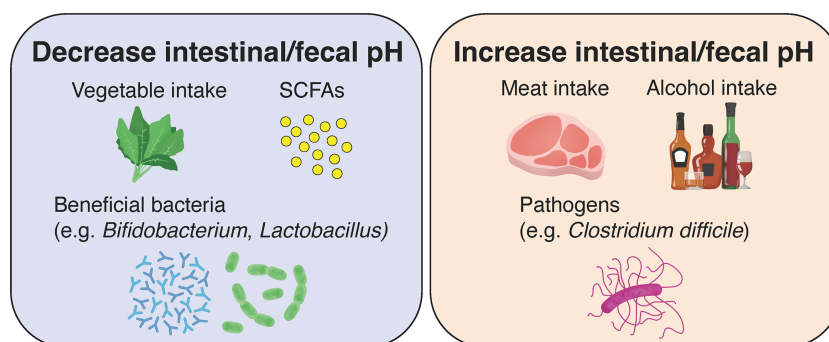 Decrease intestinal/fecal pH
Vegetable intake
SCFAs
Beneficial bacteria
(e.g. Bifidobacterium, Lactobacillus)
Increase intestinal/fecal pH
Meat intake
Alcohol intake
Pathogens
(e.g. Clostridium difficile)